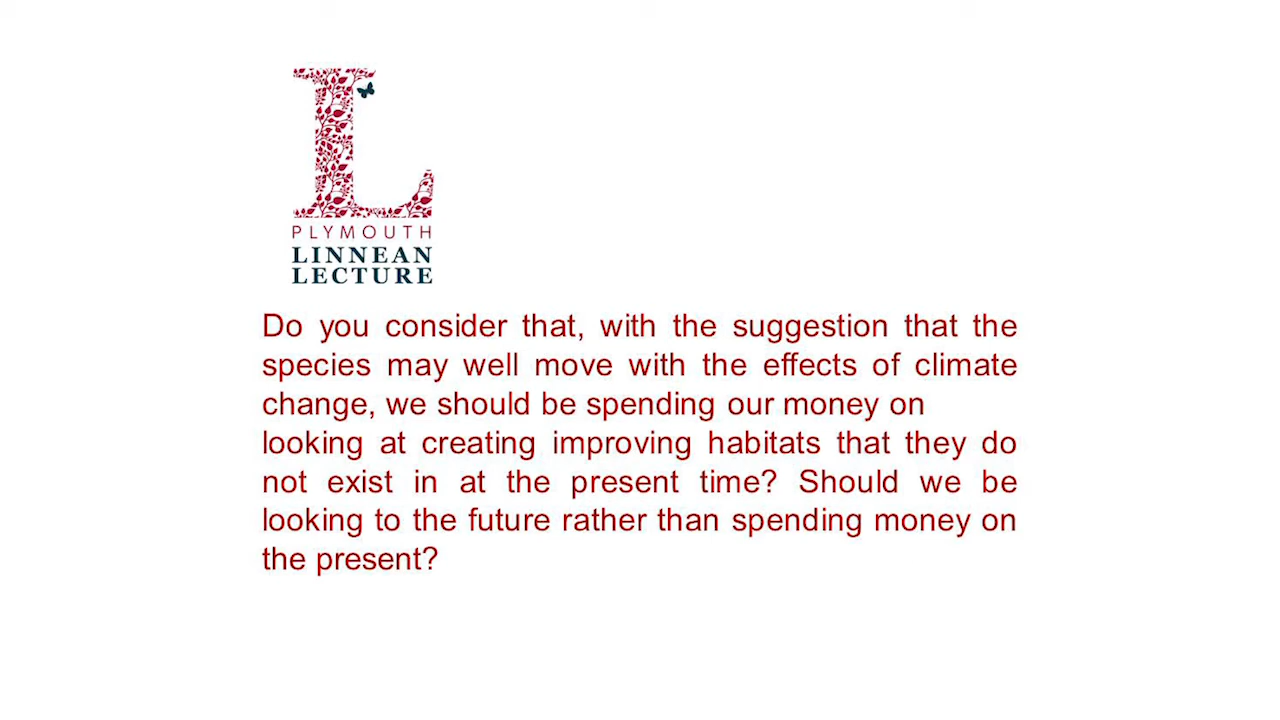 L
PLYMOUTH
LINNEAN
LECTURE
Do you consider that, with the suggestion that the
species may well move with the effects of climate
change, we should be spending our money on
looking at creating improving habitats that they do
not exist in at the present time? Should we be
looking to the future rather than spending money on
the present?